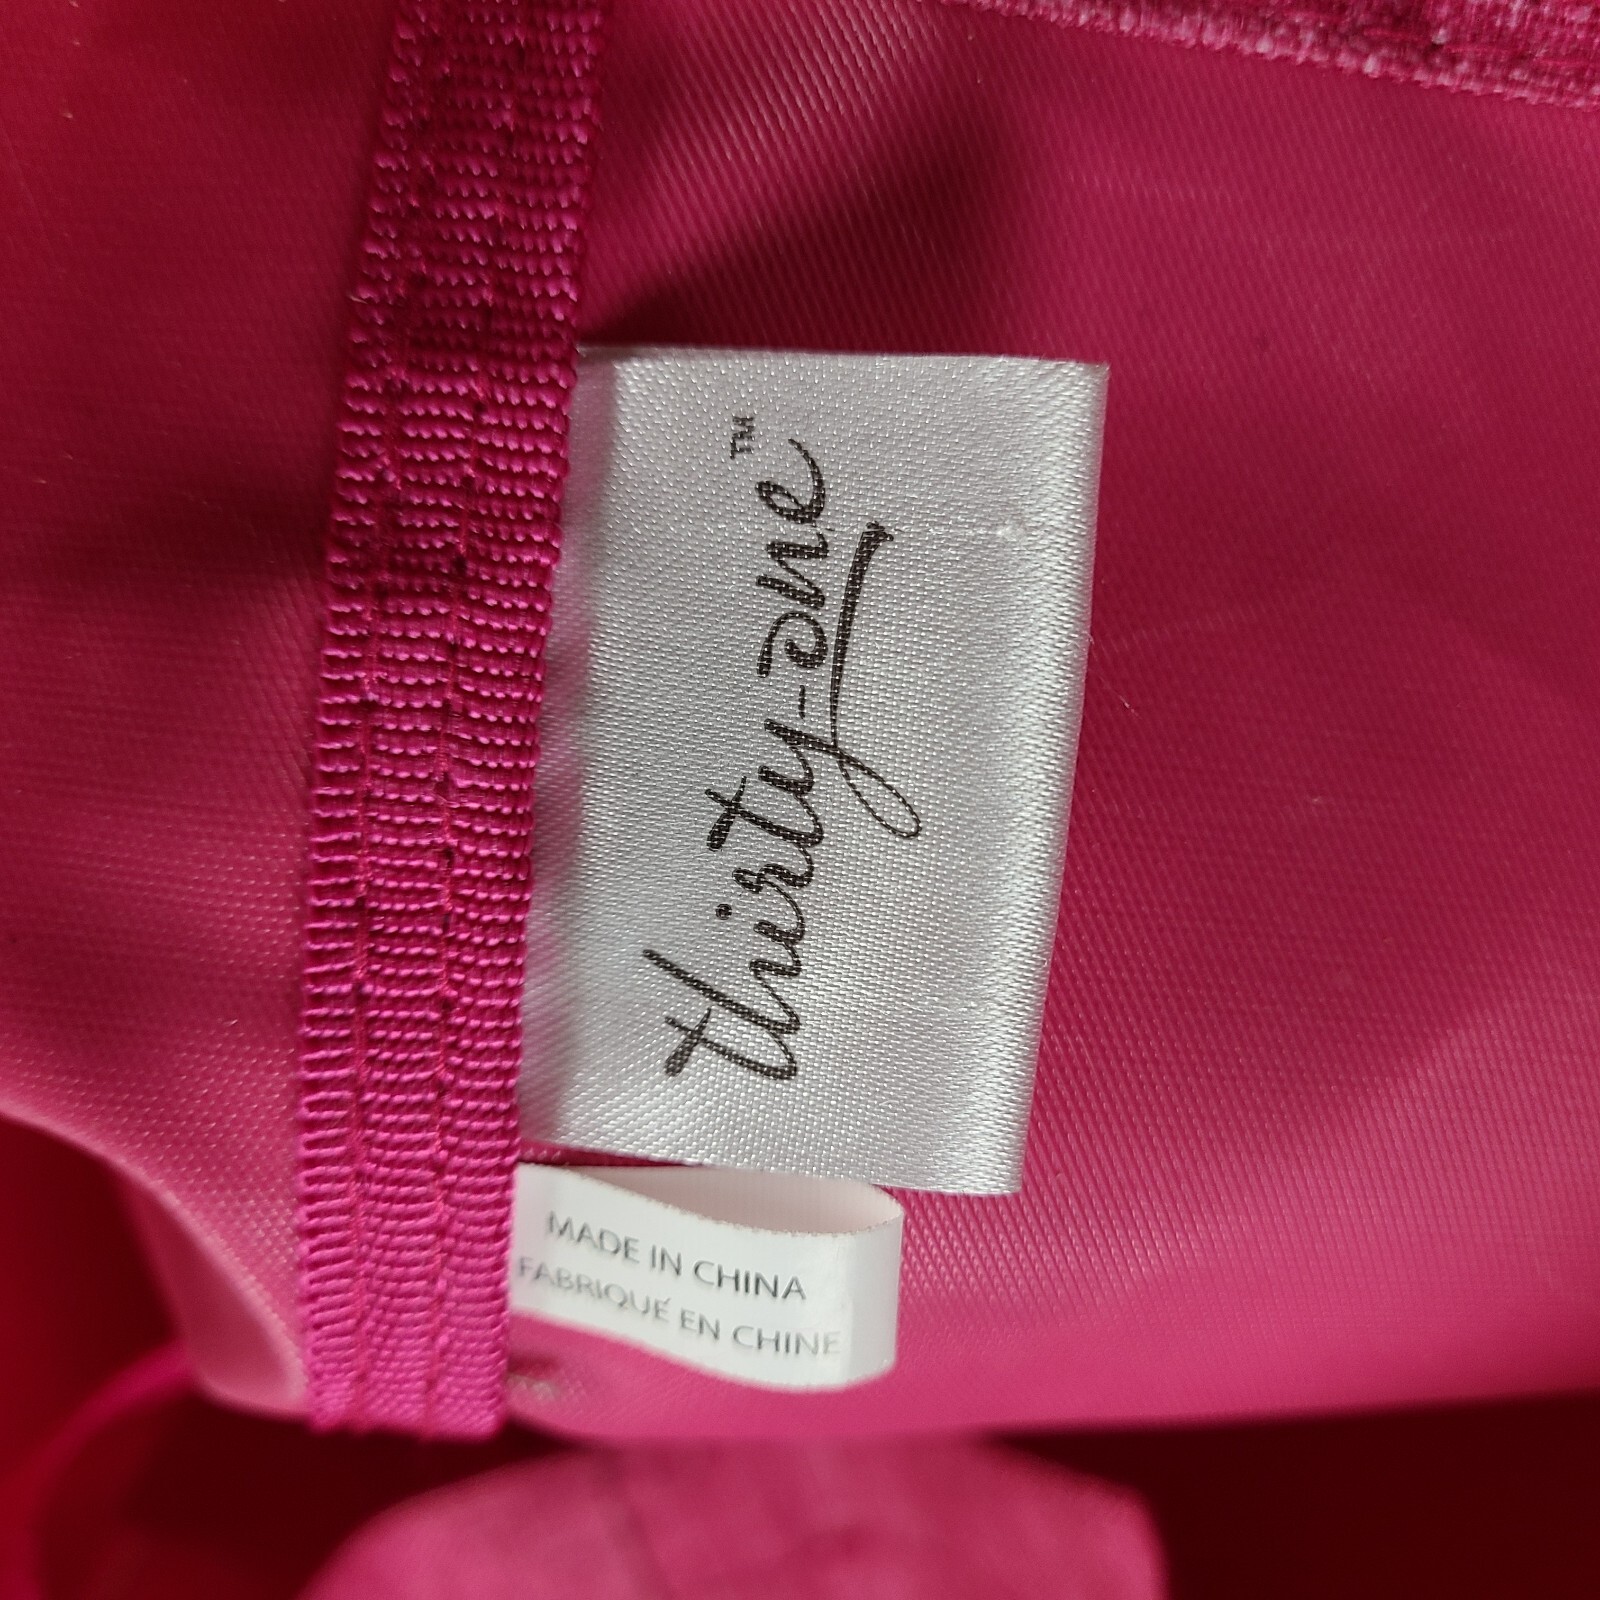 thirty-one™
MADE IN CHINA
FABRIQUÉ EN CHINE